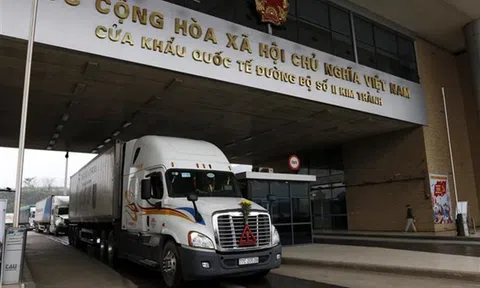 CỘNG HÒA XÃ HỘI CHỦ NGHĨA VIỆT NAM
CỬA KHẨU QUỐC TẾ ĐƯỜNG BỘ SỐ II KIM THÀNH